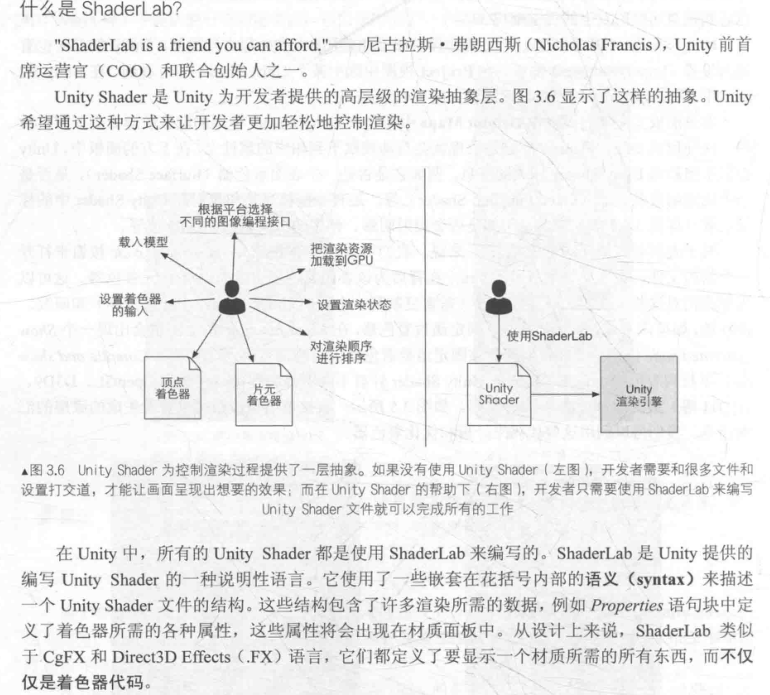 什么是 ShaderLab?
"ShaderLab is a friend you can afford."——尼古拉斯·弗朗西斯（Nicholas Francis），Unity 前首
席运营官（COO）和联合创始人之一。
Unity Shader 是 Unity 为开发者提供的高层级的渲染抽象层。图 3.6 显示了这样的抽象。Unity
希望通过这种方式来让开发者更加轻松地控制渲染。
根据平台选择
不同的图像编程接口
载入模型
把渲染资源
加载到GPU
设置着色器
的输入
设置渲染状态
对渲染顺序
进行排序
顶点
着色器
片元
着色器
使用ShaderLab
Unity
Shader
Unity
渲染引擎
▲图 3.6 Unity Shader 为控制渲染过程提供了一层抽象。如果没有使用 Unity Shader（左图），开发者需要和很多文件和
设置打交道，才能让画面呈现出想要的效果；而在 Unity Shader 的帮助下（右图），开发者只需要使用 ShaderLab 来编写
Unity Shader 文件就可以完成所有的工作
在 Unity 中，所有的 Unity Shader 都是使用 ShaderLab 来编写的。ShaderLab 是 Unity 提供的
编写 Unity Shader 的一种说明性语言。它使用了一些嵌套在花括号内部的语义（syntax）来描述
一个 Unity Shader 文件的结构。这些结构包含了许多渲染所需的数据，例如 Properties 语句块中定
义了着色器所需的各种属性，这些属性将会出现在材质面板中。从设计上来说，ShaderLab 类似
于 CgFX 和 Direct3D Effects（.FX）语言，它们都定义了要显示一个材质所需的所有东西，而不仅
仅是着色器代码。